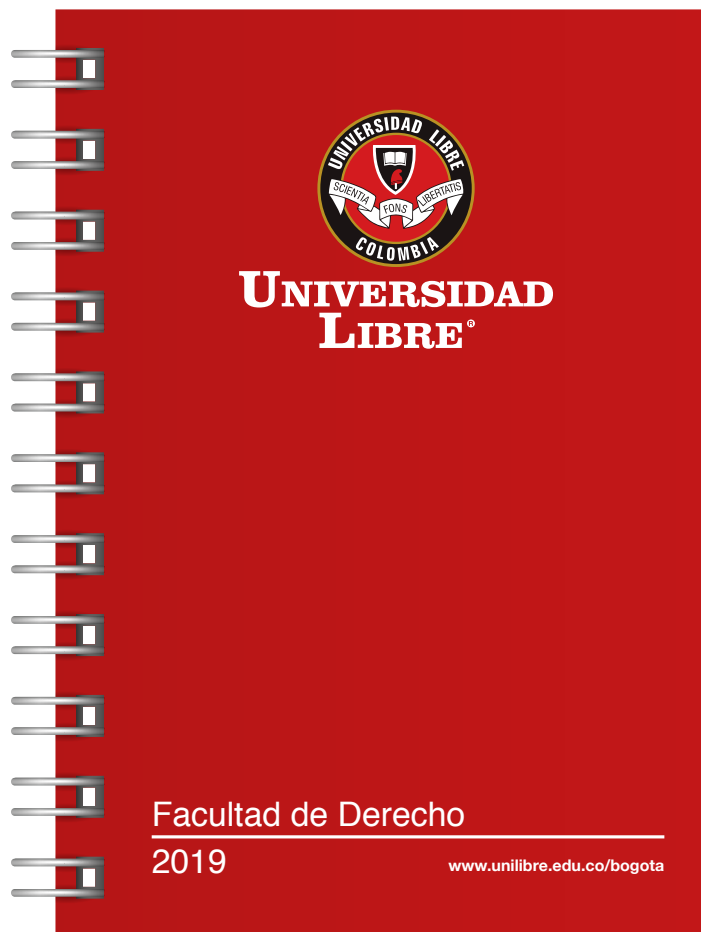 UNIVERSIDAD LIBRE
SCIENTIA
FONS
LIBERTATIS
COLOMBIA
UNIVERSIDAD
LIBRE®
Facultad de Derecho
2019
www.unilibre.edu.co/bogota